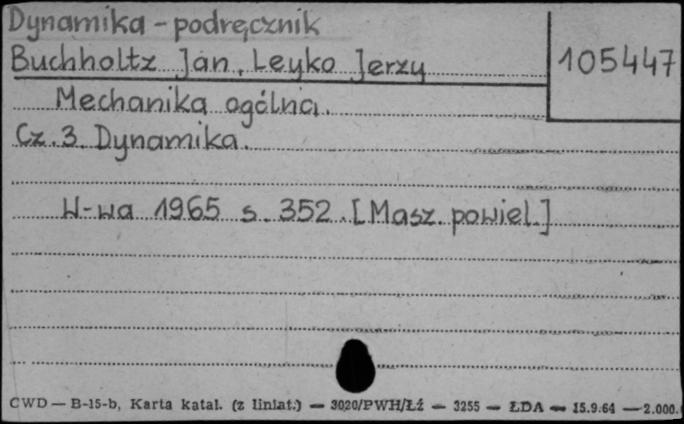 Dynamika - podręcznik
Buchholtz Jan, Leyko Jerzy
105447
Mechanika ogólna.
Cz. 3. Dynamika.
W-wa 1965 s. 352. [Masz. powiel.]
CWD — B-15-b, Karta katal. (z liniat.) — 3020/PWH/Łź — 3255 — ŁDA — 15.9.64 — 2.000.